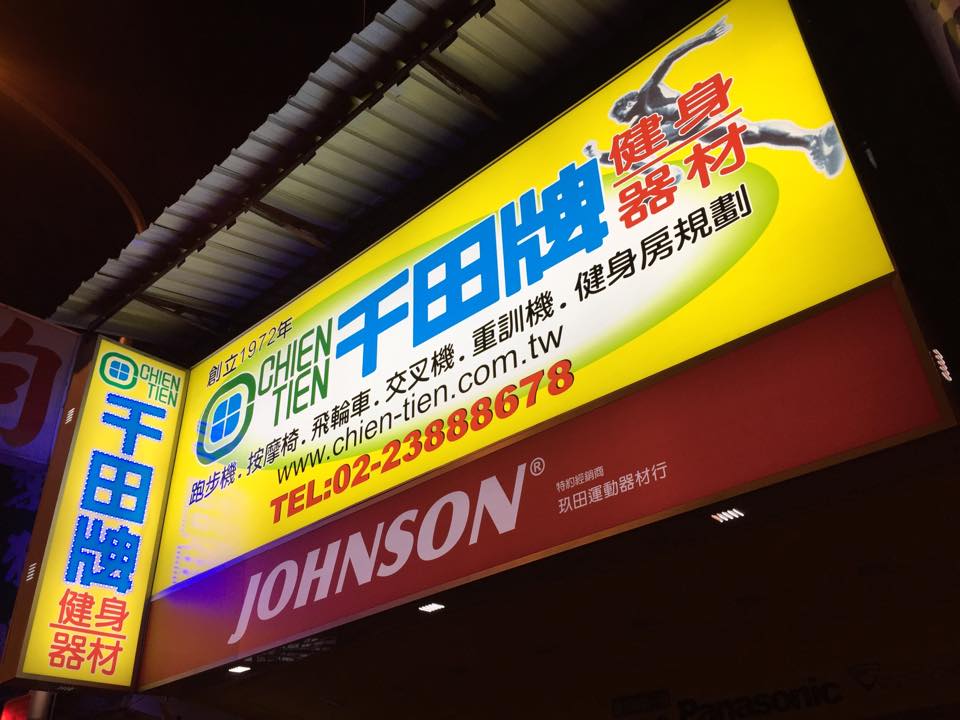 創立1972年
CHIEN
TIEN
千田牌
健身
器材
跑步機.按摩椅.飛輪車.交叉機.重訓機.健身房規劃
www.chien-tien.com.tw
TEL:02-23888678
JOHNSON®
特約經銷商
玖田運動器材行
CHIEN
TIEN
千田牌
健身
器材
Panasonic